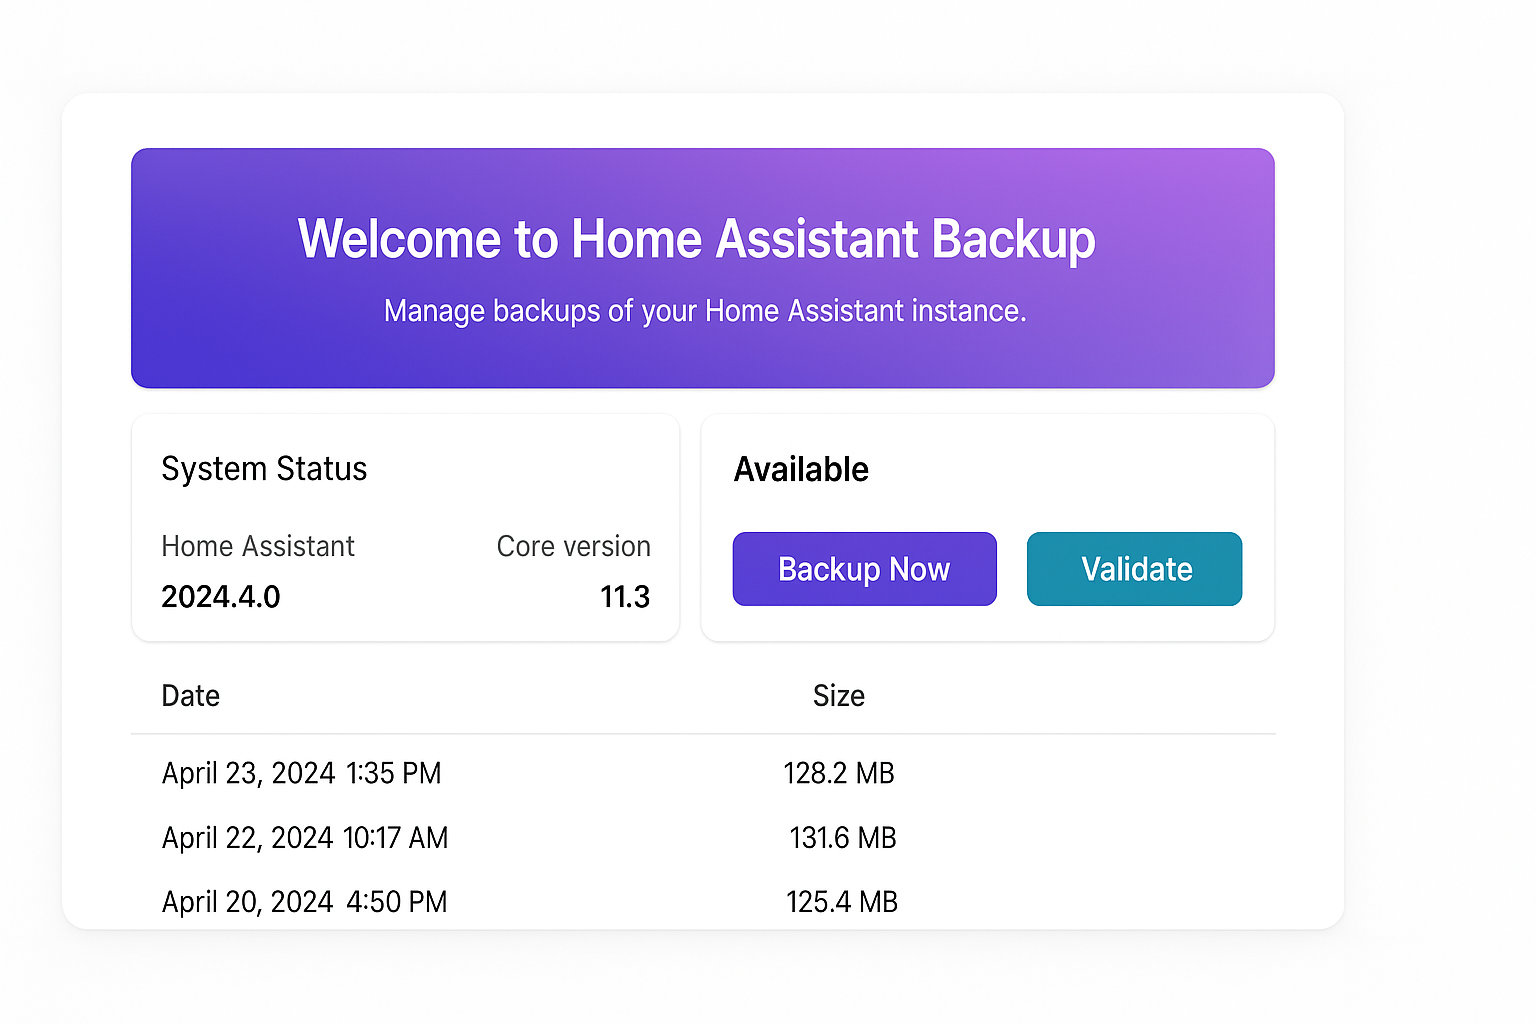 Welcome to Home Assistant Backup
Manage backups of your Home Assistant instance.
System Status
Home Assistant Core version
2024.4.0 11.3
Available
Backup Now Validate
Date Size
April 23, 2024 1:35 PM 128.2 MB
April 22, 2024 10:17 AM 131.6 MB
April 20, 2024 4:50 PM 125.4 MB